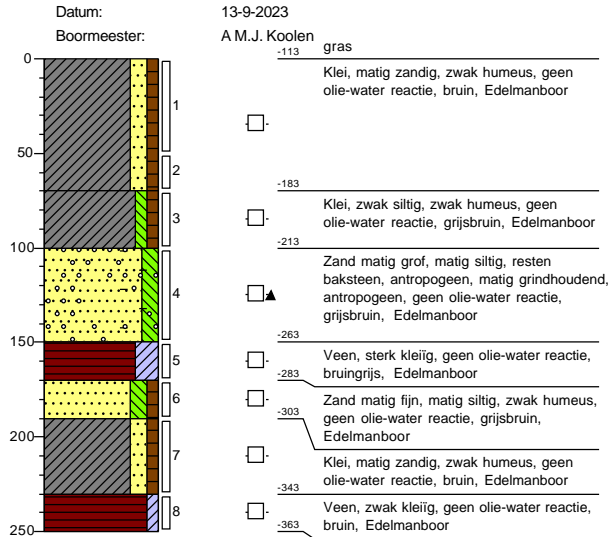 Datum: 13-9-2023
Boormeester: A M.J. Koolen
0
50
100
150
200
250
1
2
3
4
5
6
7
8
-113 gras
Klei, matig zandig, zwak humeus, geen
olie-water reactie, bruin, Edelmanboor
-183
Klei, zwak siltig, zwak humeus, geen
olie-water reactie, grijsbruin, Edelmanboor
-213
Zand matig grof, matig siltig, resten
baksteen, antropogeen, matig grindhoudend,
antropogeen, geen olie-water reactie,
grijsbruin, Edelmanboor
-263
Veen, sterk kleiïg, geen olie-water reactie,
bruingrijs, Edelmanboor
-283
Zand matig fijn, matig siltig, zwak humeus,
geen olie-water reactie, grijsbruin,
Edelmanboor
-303
Klei, matig zandig, zwak humeus, geen
olie-water reactie, bruin, Edelmanboor
-343
Veen, zwak kleiïg, geen olie-water reactie,
bruin, Edelmanboor
-363